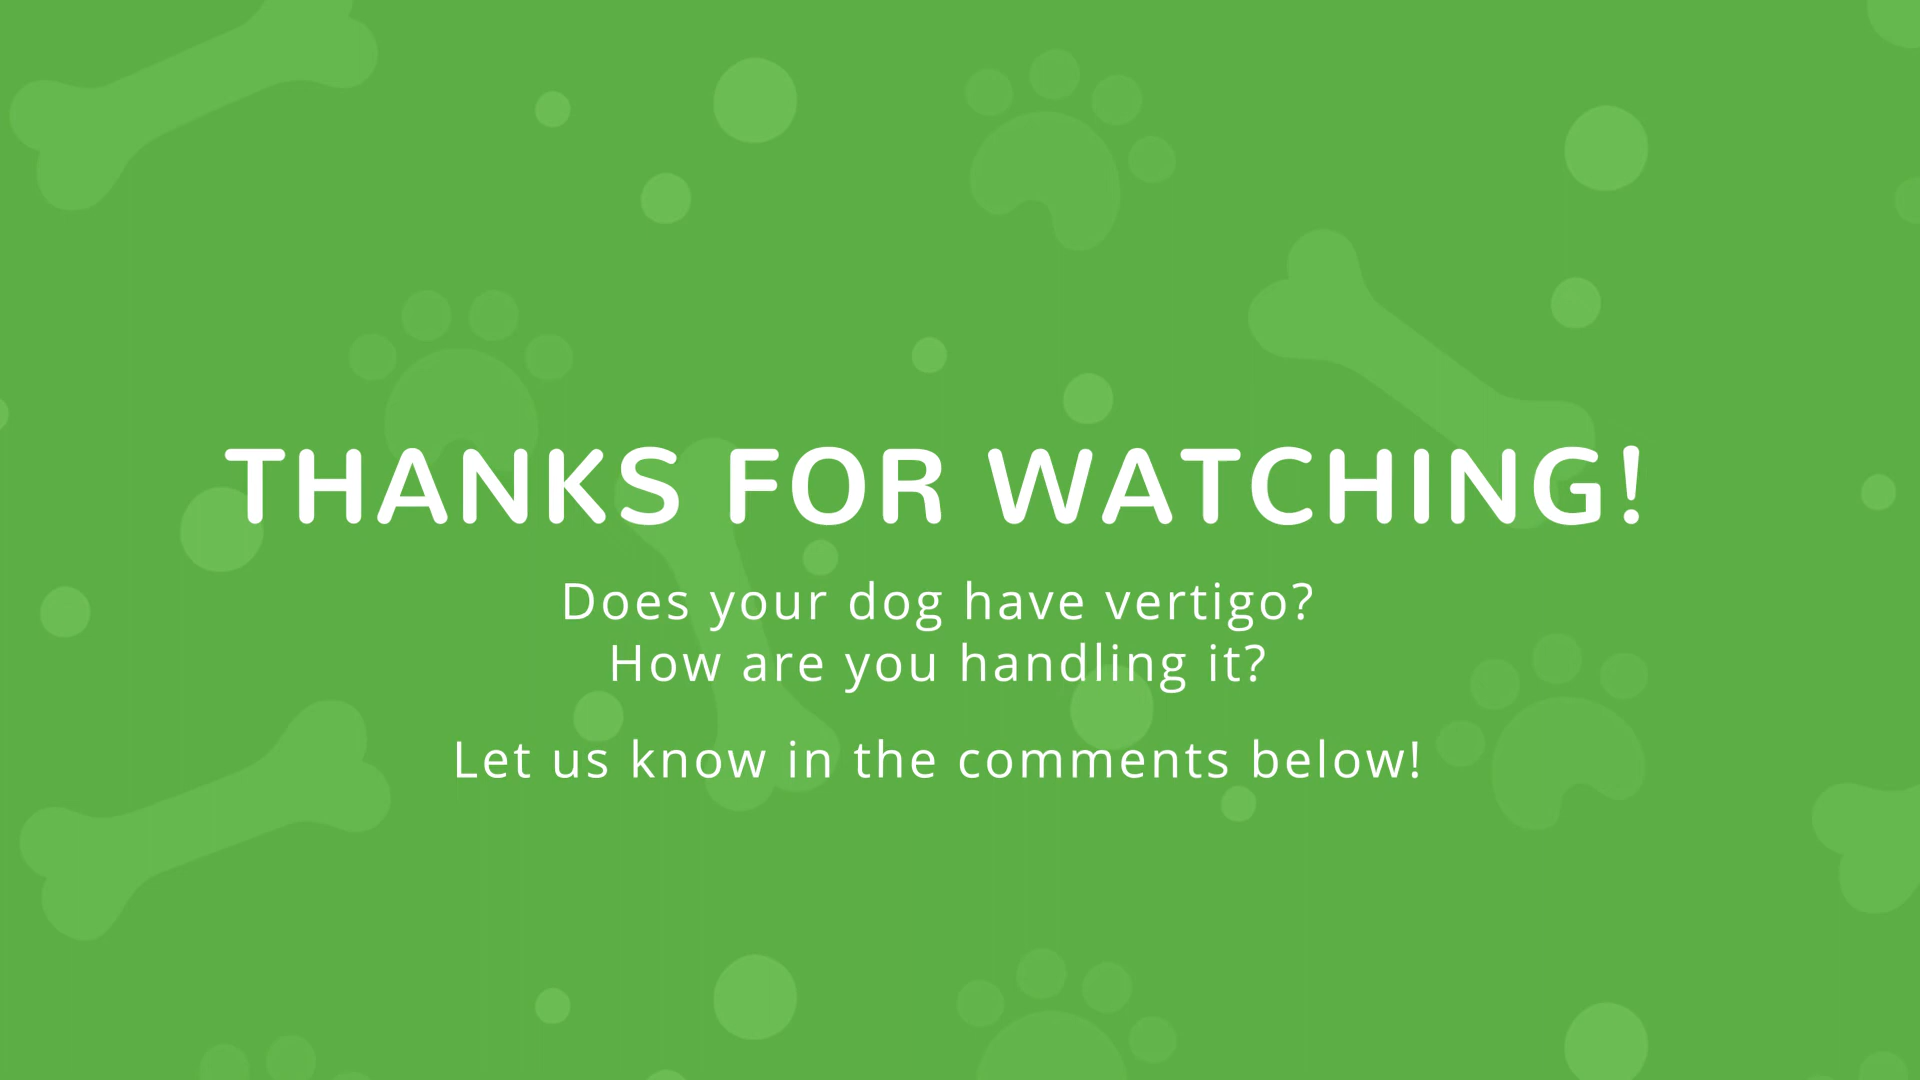 THANKS FOR WATCHING!
Does your dog have vertigo?
How are you handling it?
Let us know in the comments below!